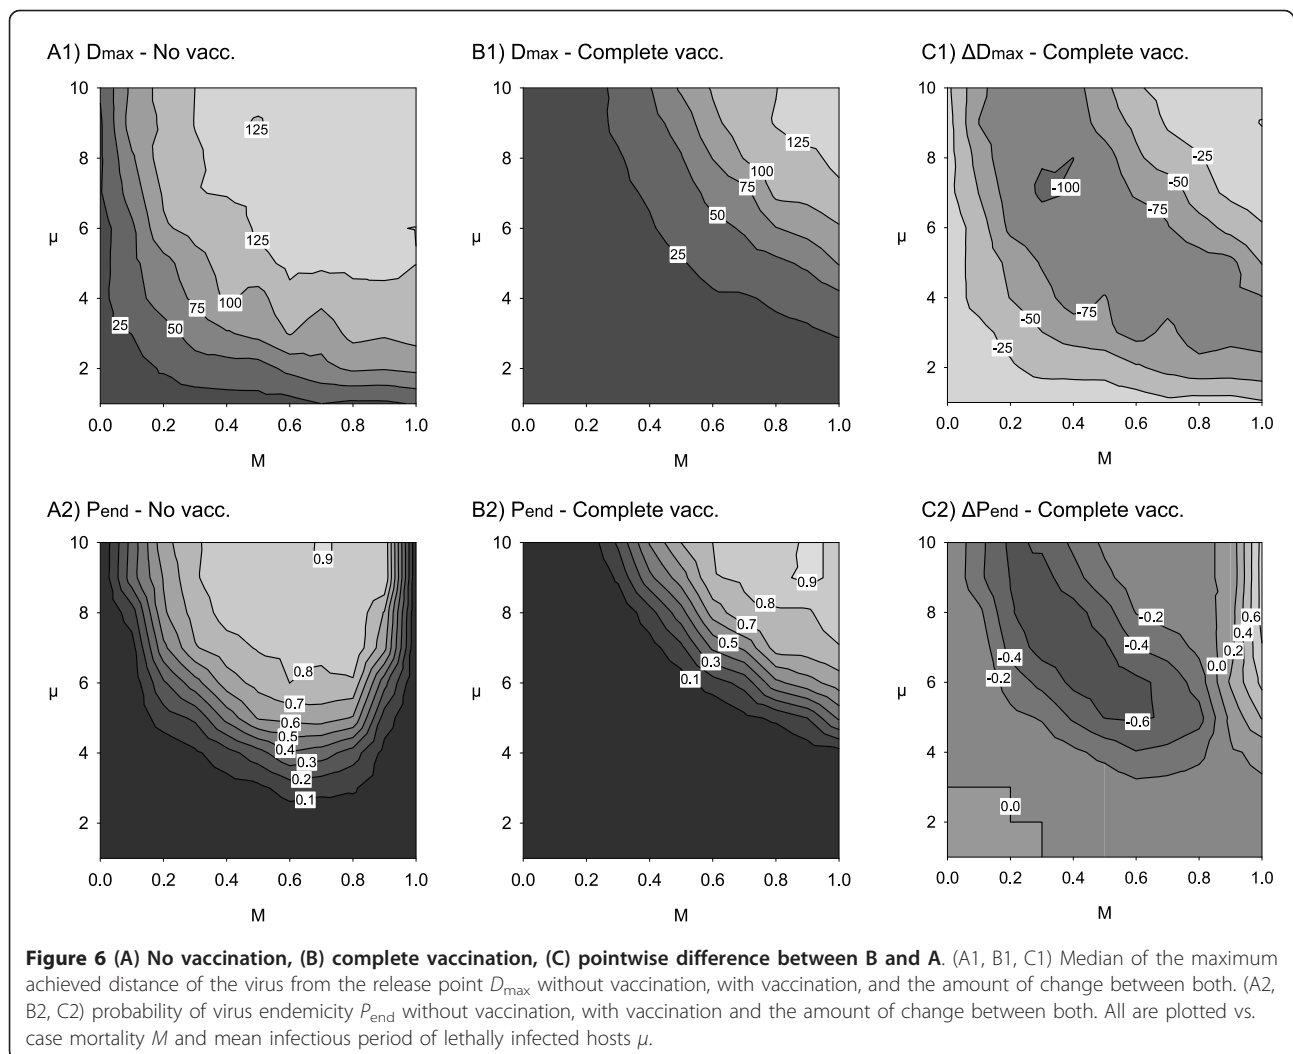 A1) Dmax - No vacc.
B1) Dmax - Complete vacc.
C1) ΔDmax - Complete vacc.
10
8
6
4
2
μ
125
125
100
75
50
25
0.0 0.2 0.4 0.6 0.8 1.0
M
10
8
6
4
2
μ
125
100
75
50
25
0.0 0.2 0.4 0.6 0.8 1.0
M
10
8
6
4
2
μ
-25
-50
-75
-100
-75
-50
-25
0.0 0.2 0.4 0.6 0.8 1.0
M
A2) Pend - No vacc.
B2) Pend - Complete vacc.
C2) ΔPend - Complete vacc.
10
8
6
4
2
μ
0.9
0.8
0.7
0.6
0.5
0.4
0.3
0.2
0.1
0.0 0.2 0.4 0.6 0.8 1.0
M
10
8
6
4
2
μ
0.9
0.8
0.7
0.5
0.3
0.1
0.0 0.2 0.4 0.6 0.8 1.0
M
10
8
6
4
2
μ
-0.2
0.6
0.4
-0.4
0.2
-0.4
0.0
-0.2
-0.6
0.0
0.0 0.2 0.4 0.6 0.8 1.0
M
Figure 6 (A) No vaccination, (B) complete vaccination, (C) pointwise difference between B and A. (A1, B1, C1) Median of the maximum
achieved distance of the virus from the release point Dmax without vaccination, with vaccination, and the amount of change between both. (A2,
B2, C2) probability of virus endemicity Pend without vaccination, with vaccination and the amount of change between both. All are plotted vs.
case mortality M and mean infectious period of lethally infected hosts μ.